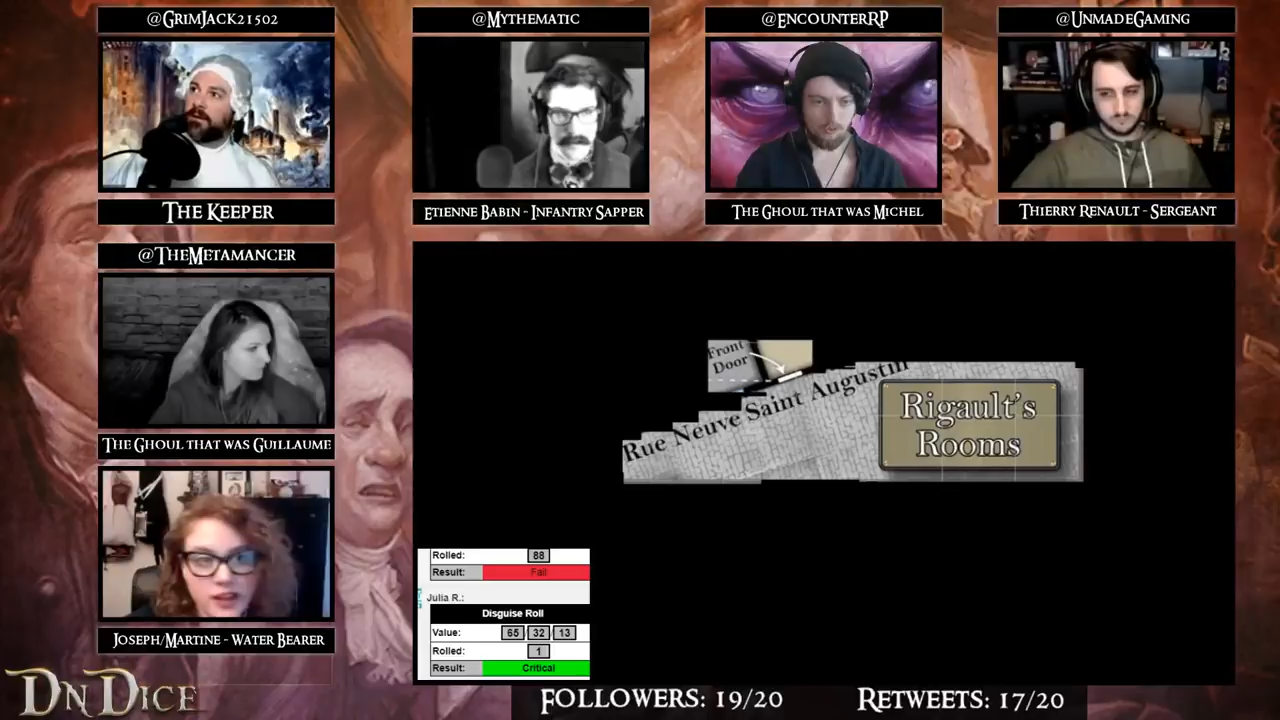 @GrimJack21502
@Mythematic
@EncounterRP
@UnmadeGaming
The Keeper
Etienne Babin - Infantry Sapper
The Ghoul that was Michel
Thierry Renault - Sergeant
@TheMetamancer
The Ghoul that was Guillaume
Joseph/Martine - Water Bearer
Front
Door
Rue Neuve Saint Augustin
Rigault's
Rooms
Rolled: 88
Result: Fail
Julia R.:
Disguise Roll
Value: 65 32 13
Rolled: 1
Result: Critical
DnDice
Followers: 19/20
Retweets: 17/20